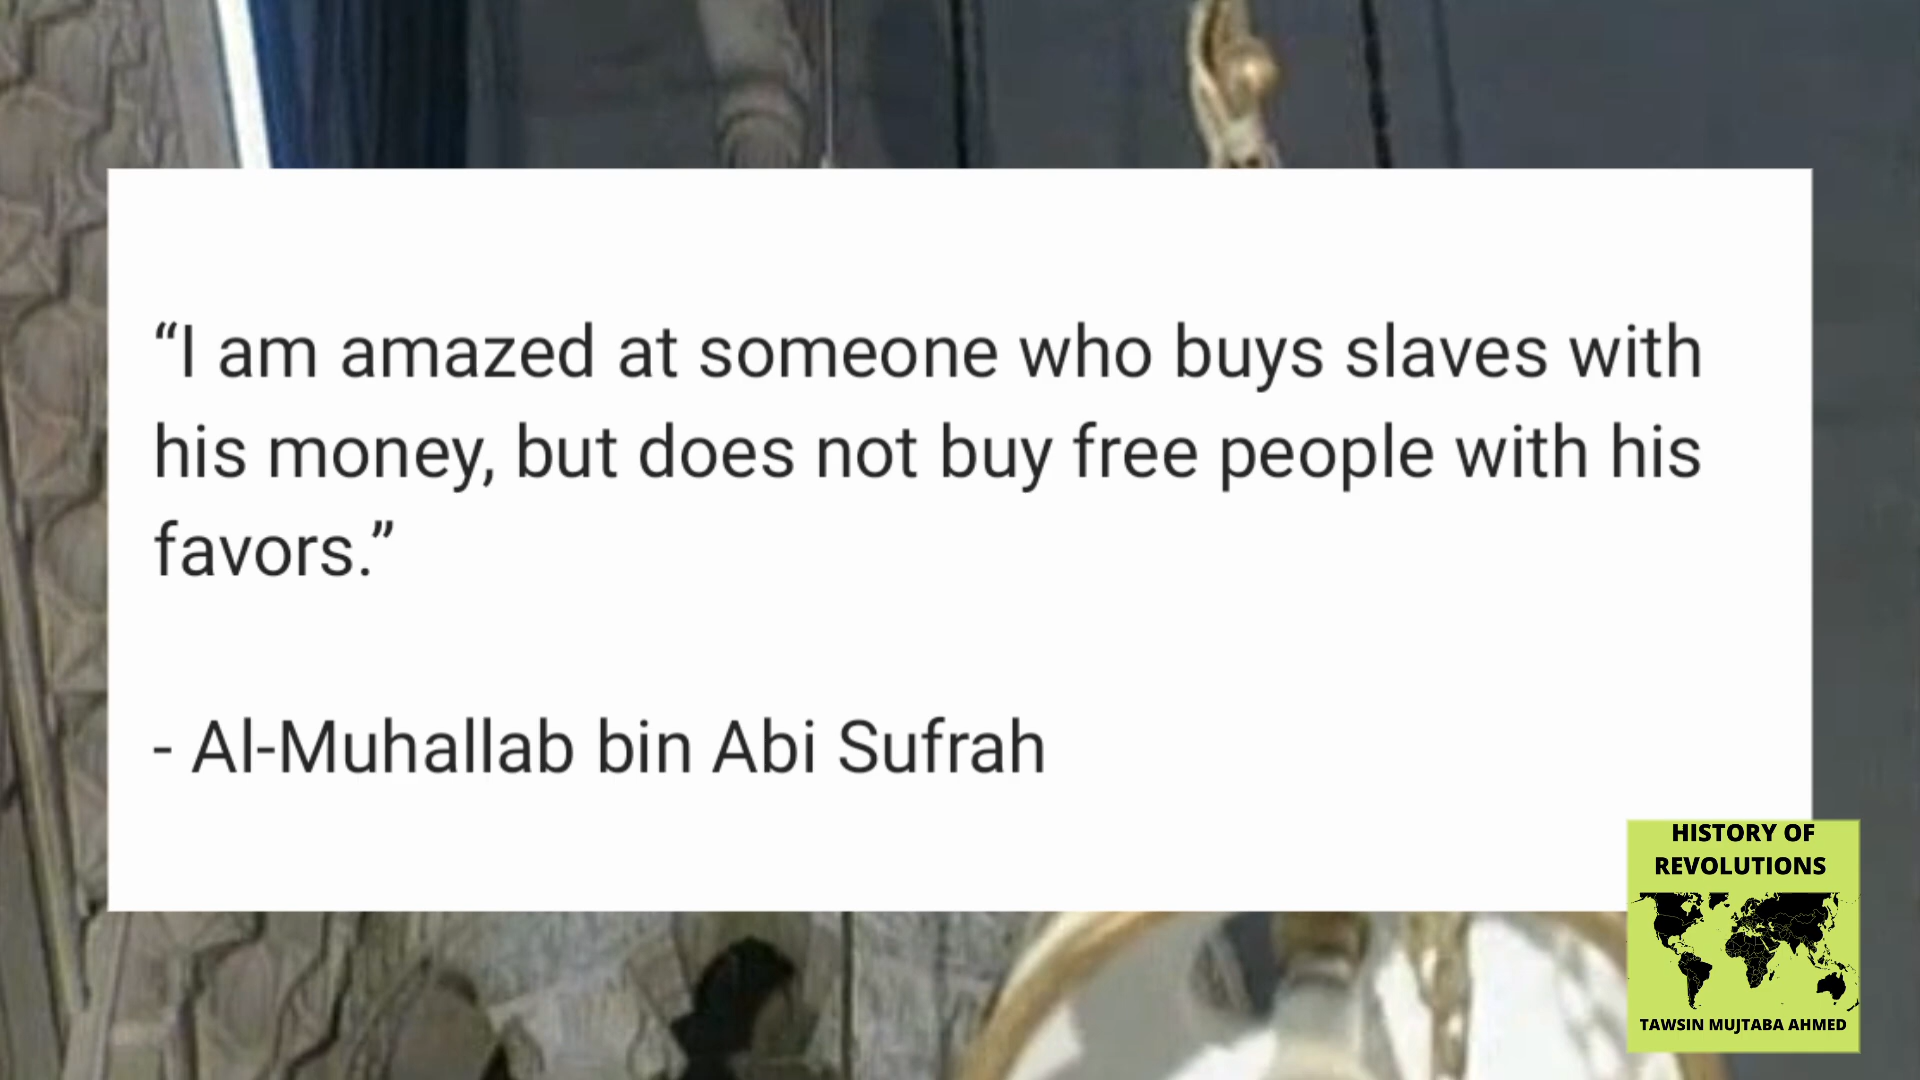 “I am amazed at someone who buys slaves with
his money, but does not buy free people with his
favors.”
- Al-Muhallab bin Abi Sufrah
HISTORY OF
REVOLUTIONS
TAWSIN MUJTABA AHMED